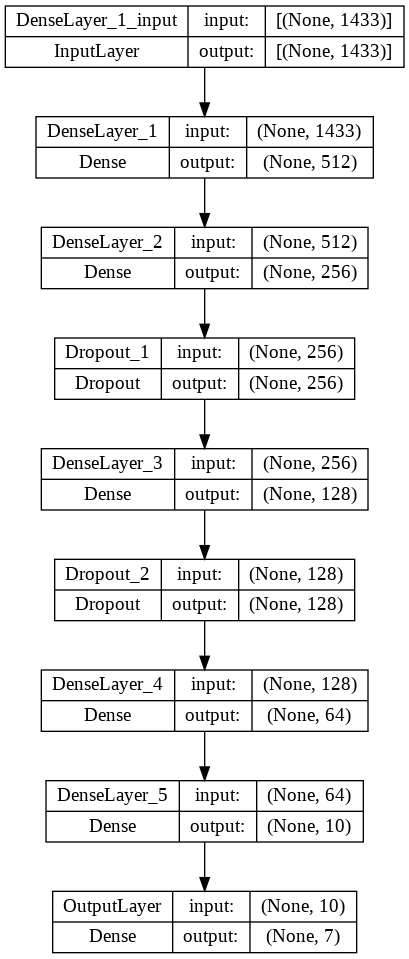 DenseLayer_1_input input: [(None, 1433)]
InputLayer output: [(None, 1433)]
DenseLayer_1 input: (None, 1433)
Dense output: (None, 512)
DenseLayer_2 input: (None, 512)
Dense output: (None, 256)
Dropout_1 input: (None, 256)
Dropout output: (None, 256)
DenseLayer_3 input: (None, 256)
Dense output: (None, 128)
Dropout_2 input: (None, 128)
Dropout output: (None, 128)
DenseLayer_4 input: (None, 128)
Dense output: (None, 64)
DenseLayer_5 input: (None, 64)
Dense output: (None, 10)
OutputLayer input: (None, 10)
Dense output: (None, 7)